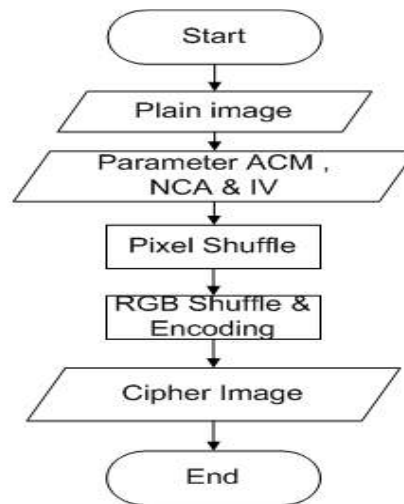 Start
Plain image
Parameter ACM ,
NCA & IV
Pixel Shuffle
RGB Shuffle &
Encoding
Cipher Image
End